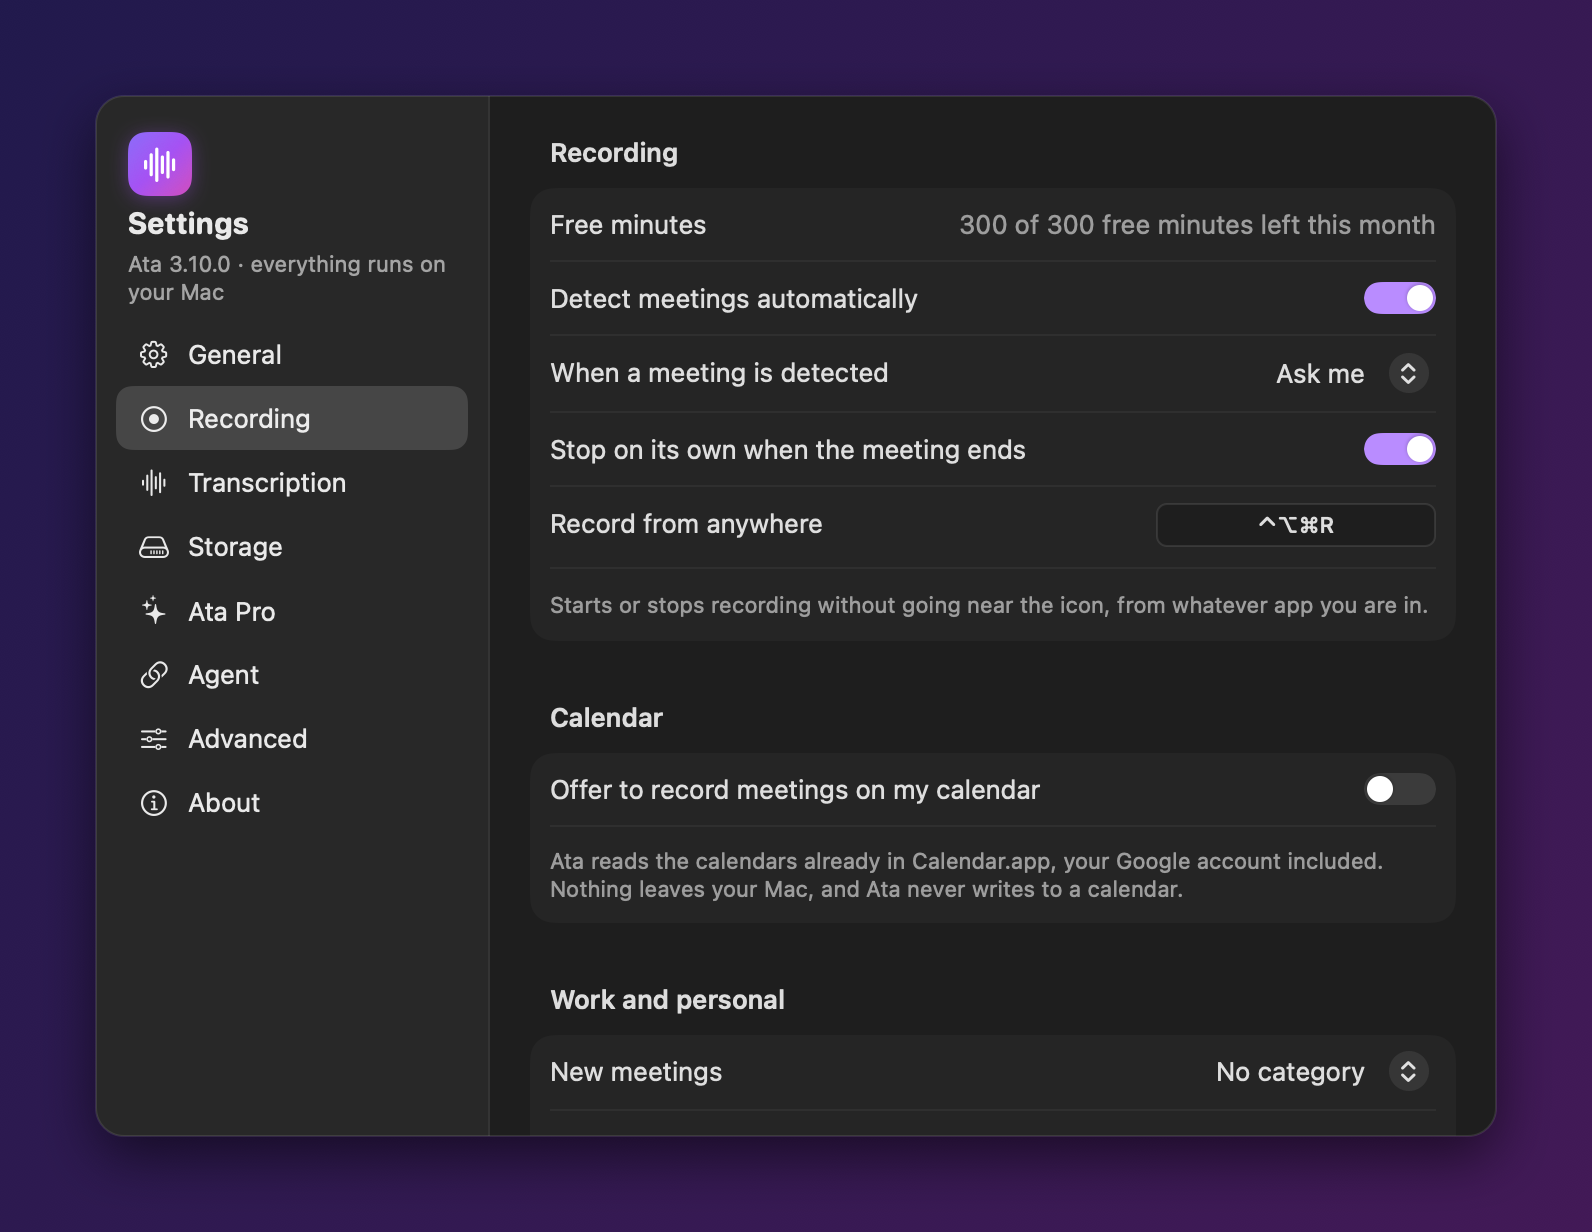 Settings
Ata 3.10.0 · everything runs on
your Mac
General
Recording
Transcription
Storage
Ata Pro
Agent
Advanced
About
Recording
Free minutes
300 of 300 free minutes left this month
Detect meetings automatically
When a meeting is detected
Ask me
Stop on its own when the meeting ends
Record from anywhere
^⌥⌘R
Starts or stops recording without going near the icon, from whatever app you are in.
Calendar
Offer to record meetings on my calendar
Ata reads the calendars already in Calendar.app, your Google account included.
Nothing leaves your Mac, and Ata never writes to a calendar.
Work and personal
New meetings
No category